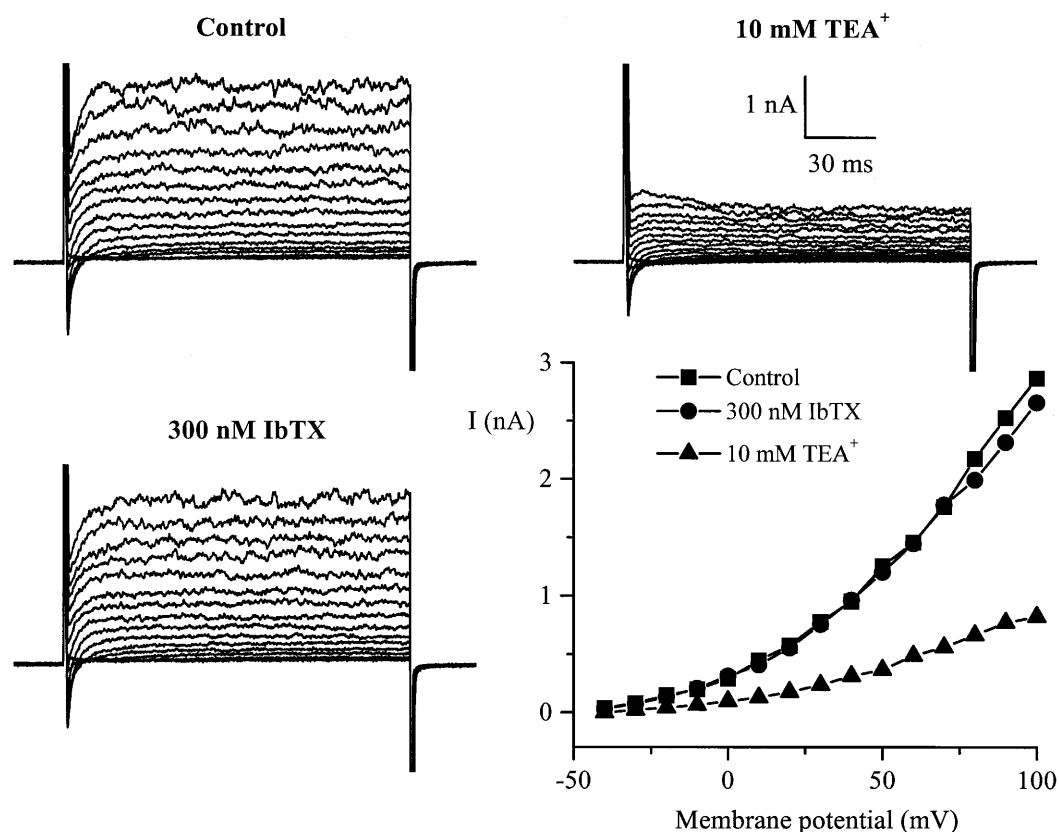 Control
10 mM TEA+
1 nA
30 ms
300 nM IbTX
I (nA)
3
2
1
0
Control
300 nM IbTX
10 mM TEA+
-50
0
50
100
Membrane potential (mV)